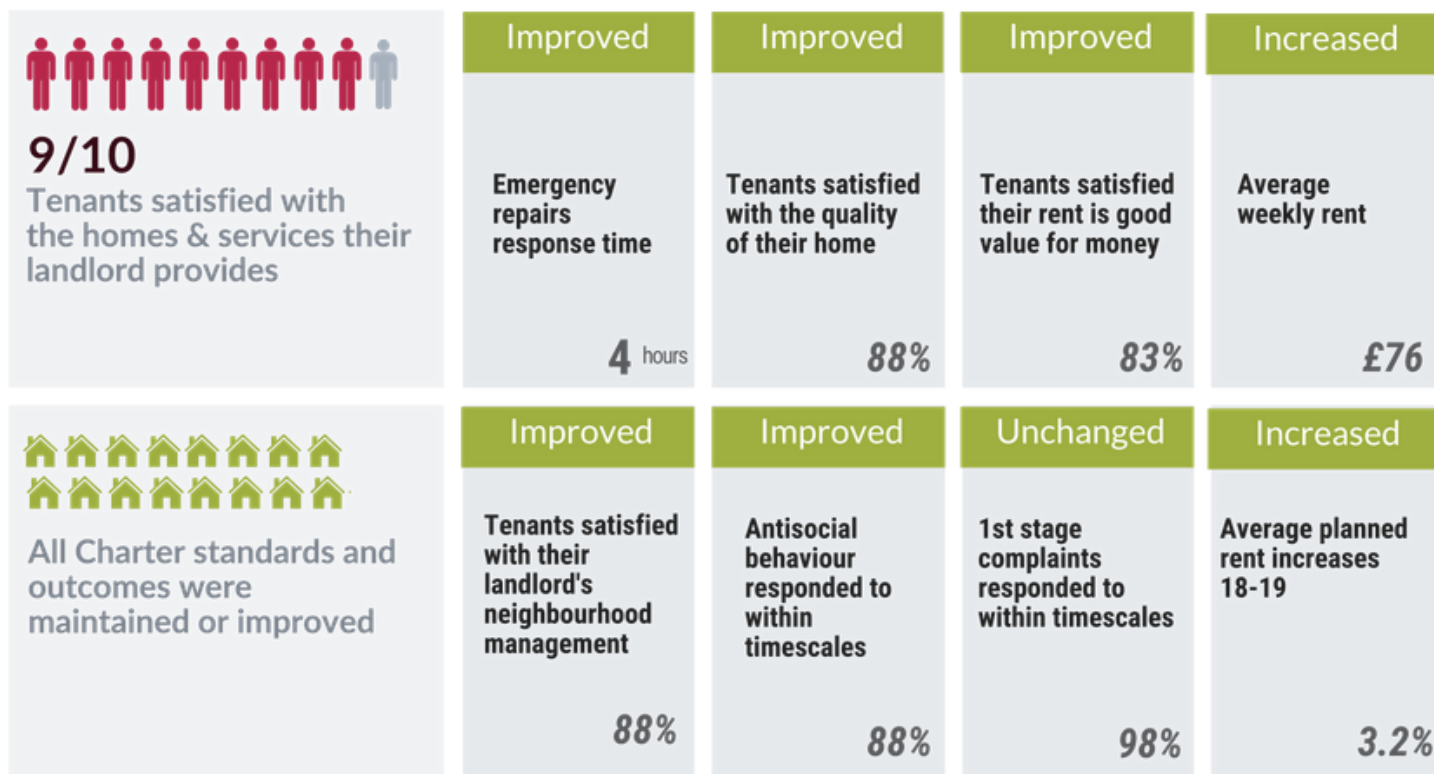 9/10
Tenants satisfied with
the homes & services their
landlord provides
Improved
Emergency
repairs
response time
4 hours
Improved
Tenants satisfied
with the quality
of their home
88%
Improved
Tenants satisfied
their rent is good
value for money
83%
Increased
Average
weekly rent
£76
All Charter standards and
outcomes were
maintained or improved
Improved
Tenants satisfied
with their
landlord's
neighbourhood
management
88%
Improved
Antisocial
behaviour
responded to
within
timescales
88%
Unchanged
1st stage
complaints
responded to
within timescales
98%
Increased
Average planned
rent increases
18-19
3.2%